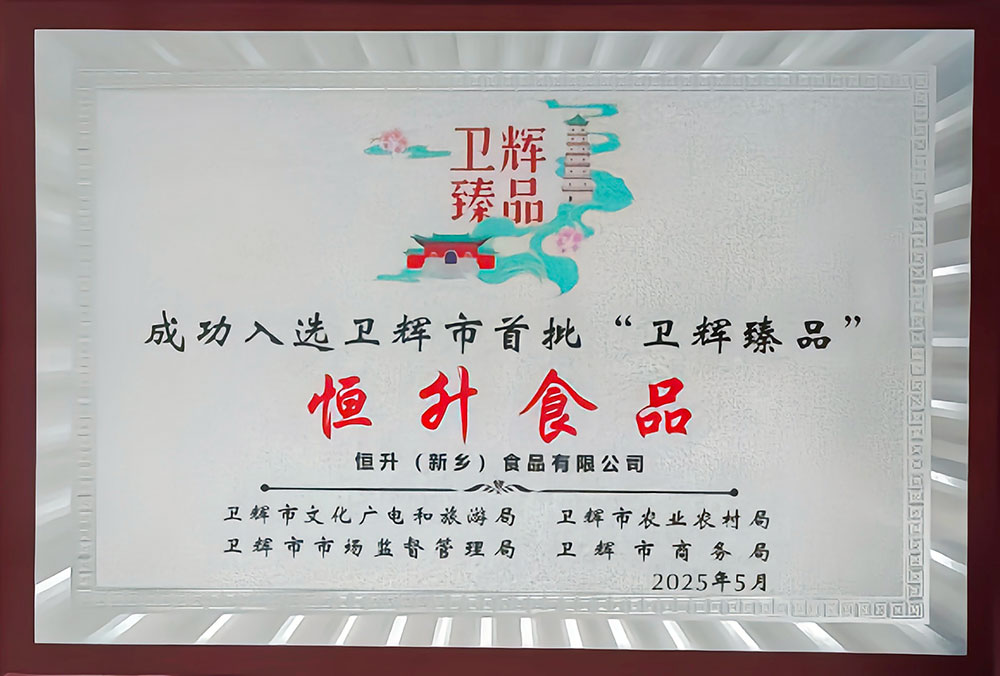 卫辉
臻品
成功入选卫辉市首批“卫辉臻品”
恒升食品
恒升（新乡）食品有限公司
卫辉市文化广电和旅游局 卫辉市农业农村局
卫辉市市场监督管理局 卫辉市商务局
2025年5月